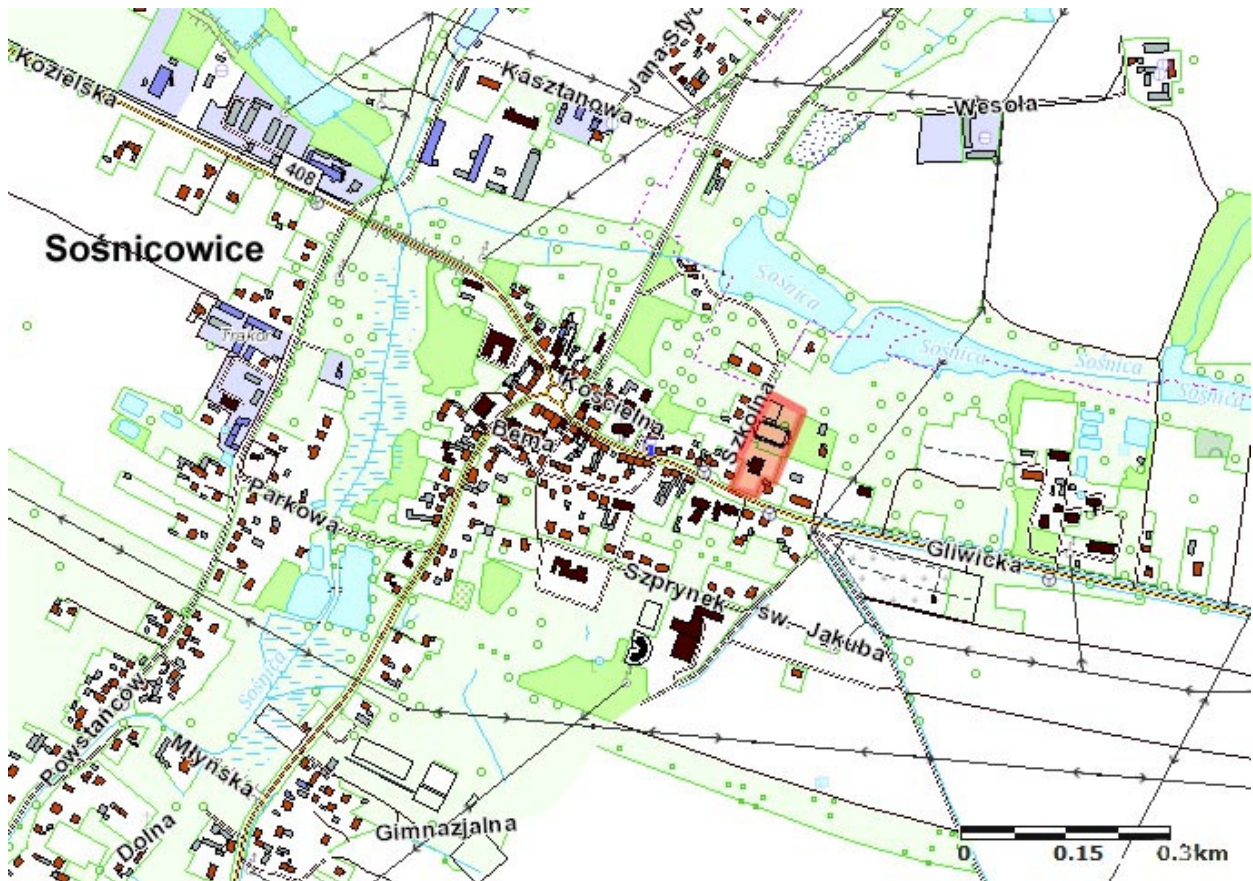 Kozielska
Kasztanowa
Jana Styc
Wesoła
408
Sośnicowice
Sośnica
Sośnica
Sośnica
Sośnica
Trakor
Kościelna
Szkolna
Bema
Parkowa
Gliwicka
Szprynek
św. Jakuba
Sośnica
Powstańców
Młyńska
Dolna
Gimnazjalna
0 0.15 0.3km